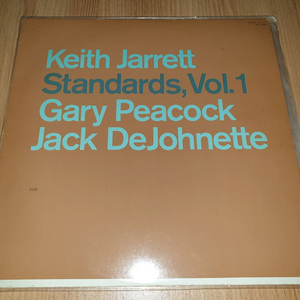 Keith Jarrett
Standards, Vol. 1
Gary Peacock
Jack DeJohnette